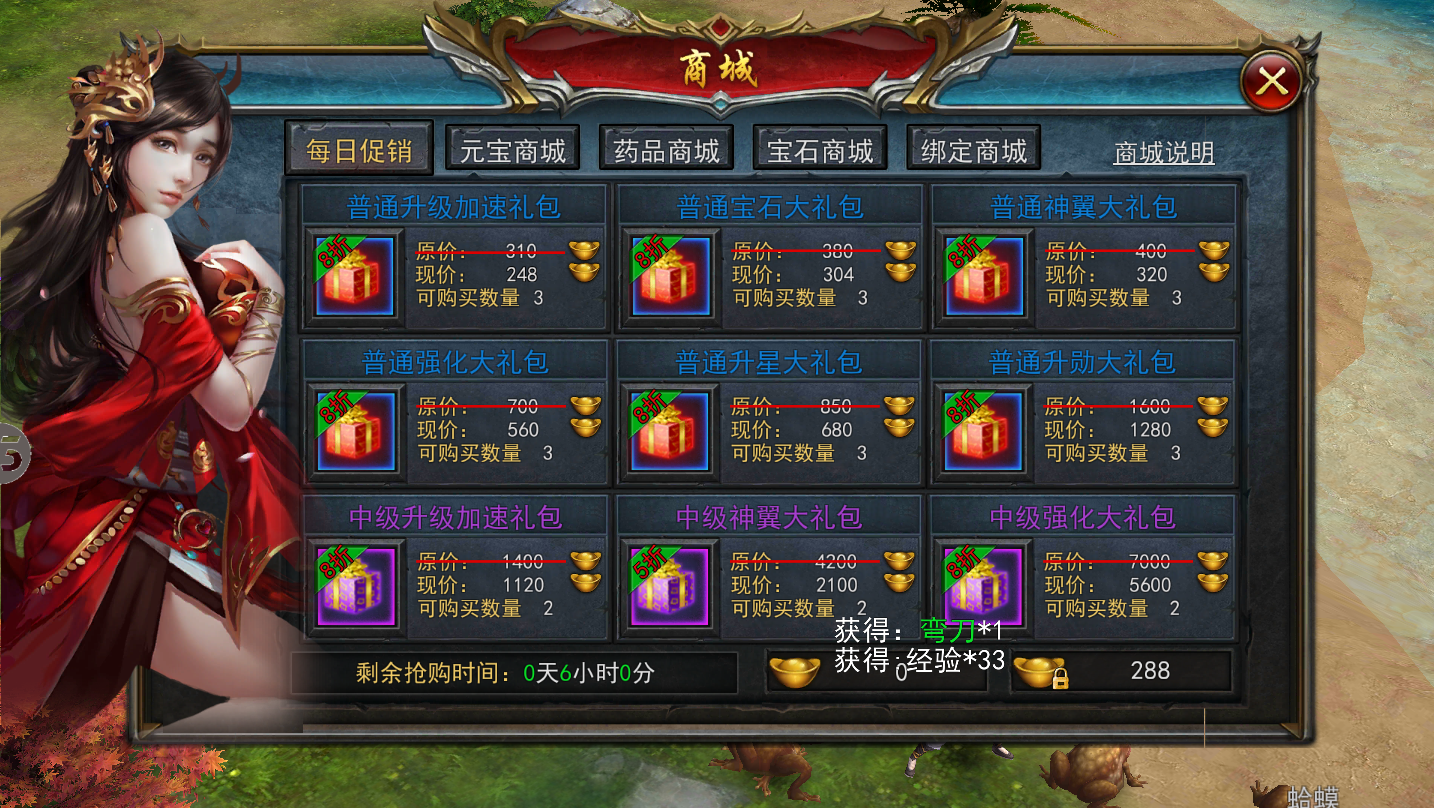 商城
每日促销
元宝商城
药品商城
宝石商城
绑定商城
商城说明
普通升级加速礼包
8折
原价: 310
现价: 248
可购买数量 3
普通宝石大礼包
8折
原价: 380
现价: 304
可购买数量 3
普通神翼大礼包
8折
原价: 400
现价: 320
可购买数量 3
普通强化大礼包
8折
原价: 700
现价: 560
可购买数量 3
普通升星大礼包
8折
原价: 850
现价: 680
可购买数量 3
普通升勋大礼包
8折
原价: 1600
现价: 1280
可购买数量 3
中级升级加速礼包
8折
原价: 1400
现价: 1120
可购买数量 2
中级神翼大礼包
5折
原价: 4200
现价: 2100
可购买数量 2
中级强化大礼包
8折
原价: 7000
现价: 5600
可购买数量 2
获得: 弯刀*1
获得:经验*33
剩余抢购时间: 0天6小时0分
0
288
5
蛤蟆